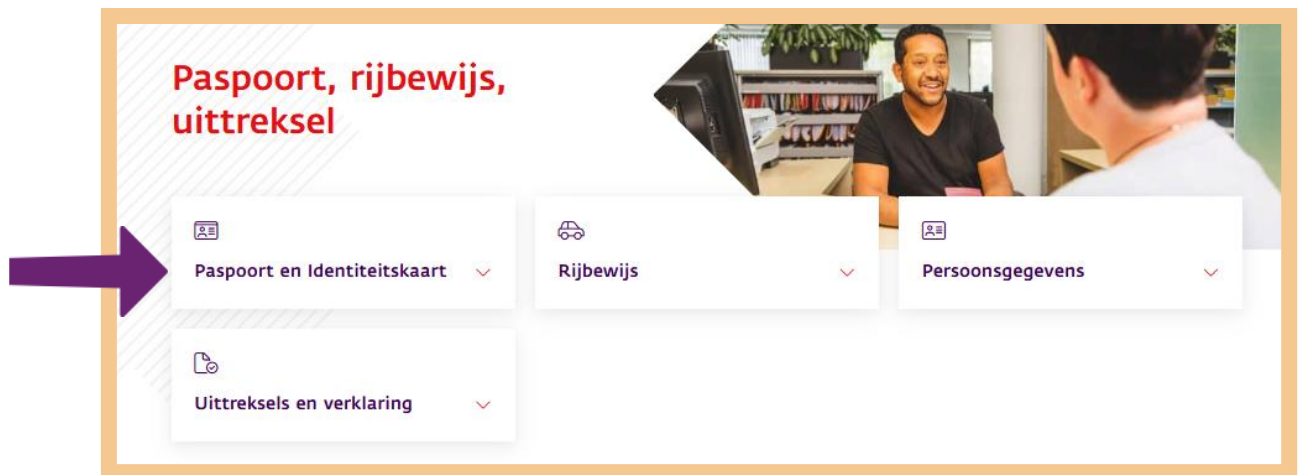 Paspoort, rijbewijs,
uittreksel
Paspoort en Identiteitskaart
Rijbewijs
Persoonsgegevens
Uittreksels en verklaring